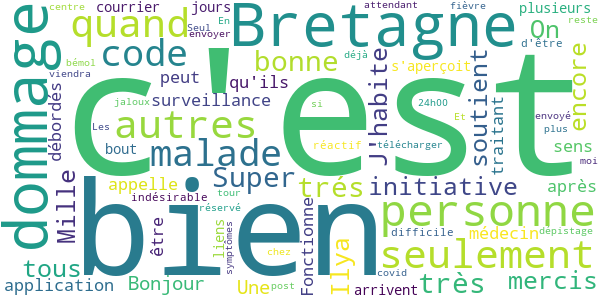 centre
courrier
jours
attendant
fièvre
plusieurs
quand
Bretagne
Seul
envoyer
En
On
d'être
reste
dommage
code
bonne
déjà
J'habite
soutient
encore
bémol
viendra
débordés
peut
qu'ils
s'aperçoit
c'est
jaloux
surveillance
24h00
envoyé
autres
si
traitant
Et
plus
Les
malade
réactif
télécharger
sens
bout
moi
Mille
Super
trés
initiative
après
appelle
indésirable
bien
personne
être
tour
réservé
liens
symptômes
Fonctionne
Ilya
difficile
médecin
dépistage
tous
chez
seulement
application
Bonjour
Une
post
covid
arrivent
très
mercis